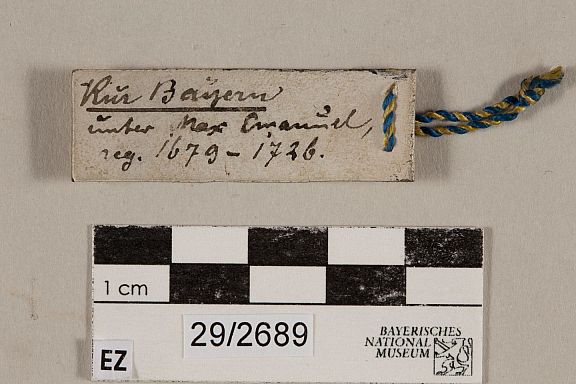 Kur Bayern
unter Max Emanuel,
reg. 1679 – 1726.
1 cm
29/2689
EZ
BAYERISCHES
NATIONAL
MUSEUM